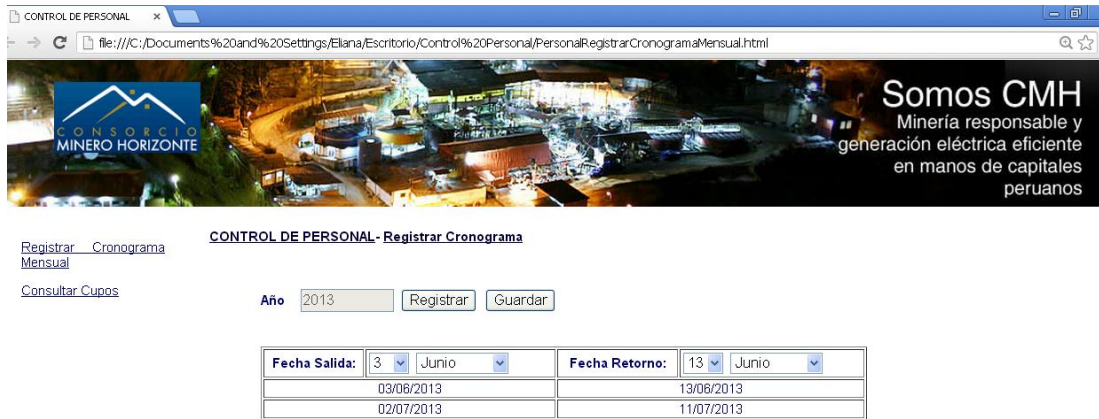 CONTROL DE PERSONAL
file:///C:/Documents%20and%20Settings/Eliana/Escritorio/Control%20Personal/PersonalRegistrarCronogramaMensual.html
CONSORCIO
MINERO HORIZONTE
Somos CMH
Minería responsable y
generación eléctrica eficiente
en manos de capitales
peruanos
Registrar Cronograma
Mensual
Consultar Cupos
CONTROL DE PERSONAL- Registrar Cronograma
Año 2013 Registrar Guardar
Fecha Salida: 3 Junio Fecha Retorno: 13 Junio
03/06/2013 13/06/2013
02/07/2013 11/07/2013